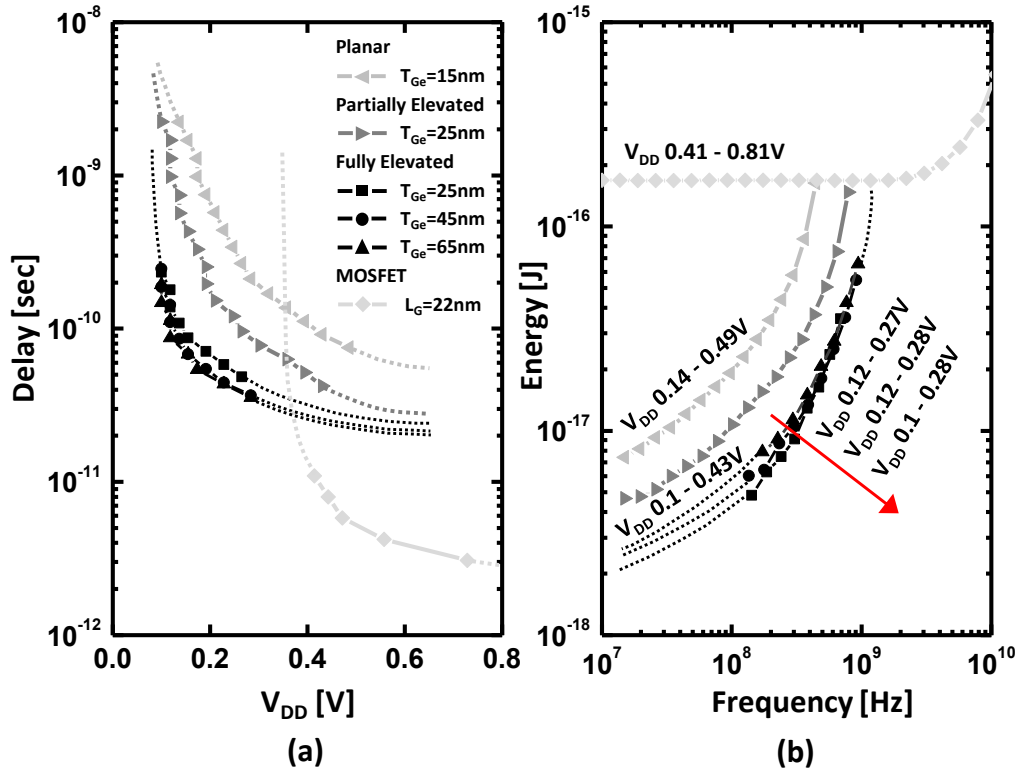 10⁻⁸
10⁻⁹
10⁻¹⁰
10⁻¹¹
10⁻¹²
Delay [sec]
0.0
0.2
0.4
0.6
0.8
V_DD [V]
(a)
Planar
T_Ge=15nm
Partially Elevated
T_Ge=25nm
Fully Elevated
T_Ge=25nm
T_Ge=45nm
T_Ge=65nm
MOSFET
L_G=22nm
10⁻¹⁵
10⁻¹⁶
10⁻¹⁷
10⁻¹⁸
Energy [J]
V_DD 0.41 - 0.81V
V_DD 0.14 - 0.49V
V_DD 0.1 - 0.43V
V_DD 0.12 - 0.27V
V_DD 0.12 - 0.28V
V_DD 0.1 - 0.28V
10⁷
10⁸
10⁹
10¹⁰
Frequency [Hz]
(b)